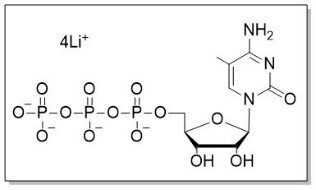 NH₂
4Li⁺
N
O O O
N O
O⁻ P O P O P O
O
O⁻ O⁻ O⁻
OH OH